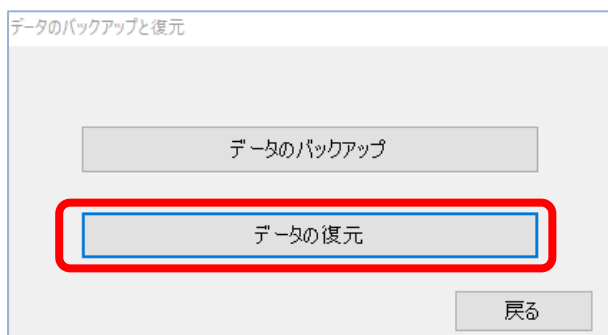 データのバックアップと復元
データのバックアップ
データの復元
戻る